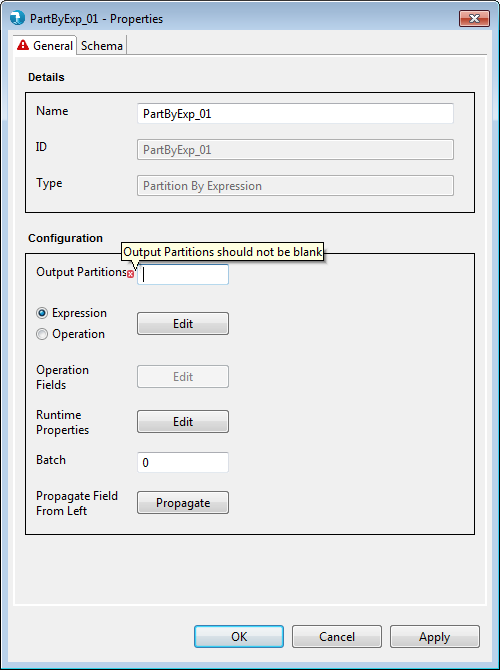 PartByExp_01 - Properties
General Schema
Details
Name PartByExp_01
ID PartByExp_01
Type Partition By Expression
Configuration
Output Partitions should not be blank
Output Partitions
Expression
Operation
Edit
Operation
Fields
Edit
Runtime
Properties
Edit
Batch 0
Propagate Field
From Left
Propagate
OK Cancel Apply